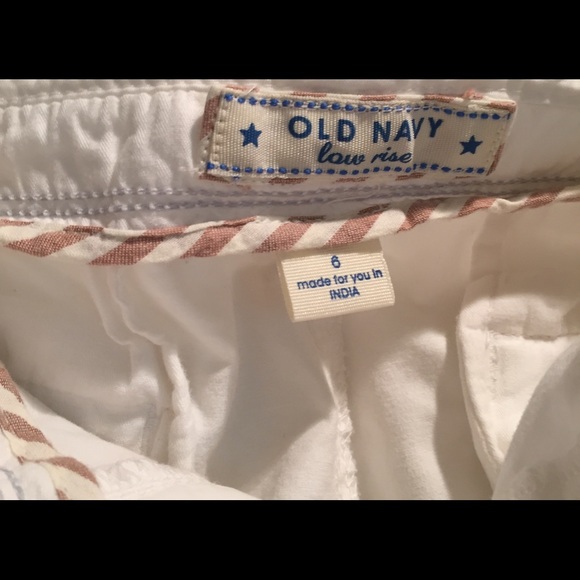 OLD NAVY
low rise
6
made for you in
INDIA